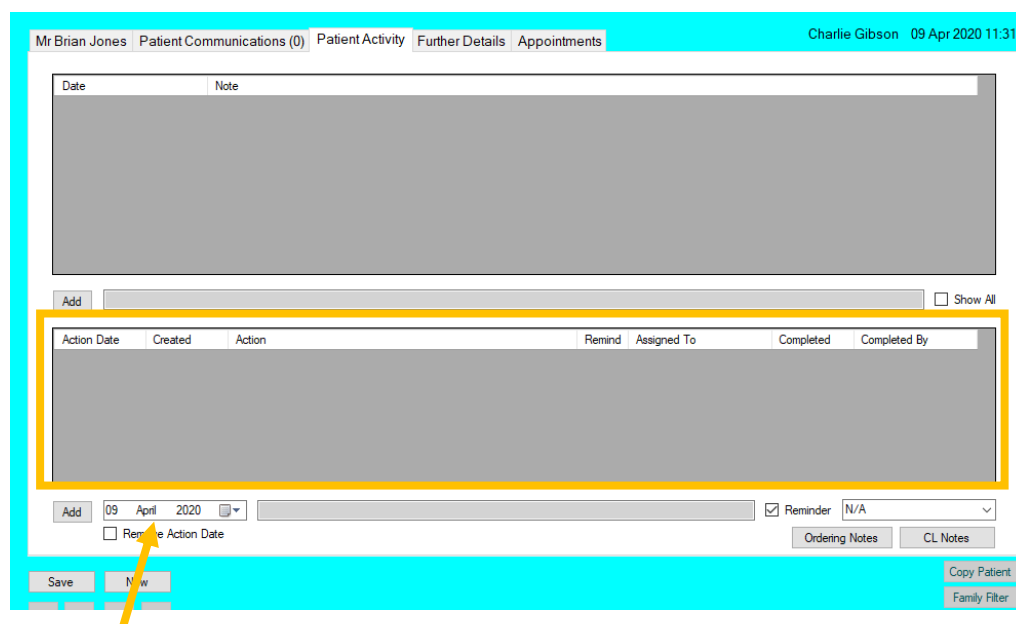 Mr Brian Jones Patient Communications (0) Patient Activity Further Details Appointments Charlie Gibson 09 Apr 2020 11:31
Date Note
Add Show All
Action Date Created Action Remind Assigned To Completed Completed By
Add 09 April 2020 Reminder N/A
Remove Action Date
Ordering Notes CL Notes
Copy Patient
Save New
Family Filter